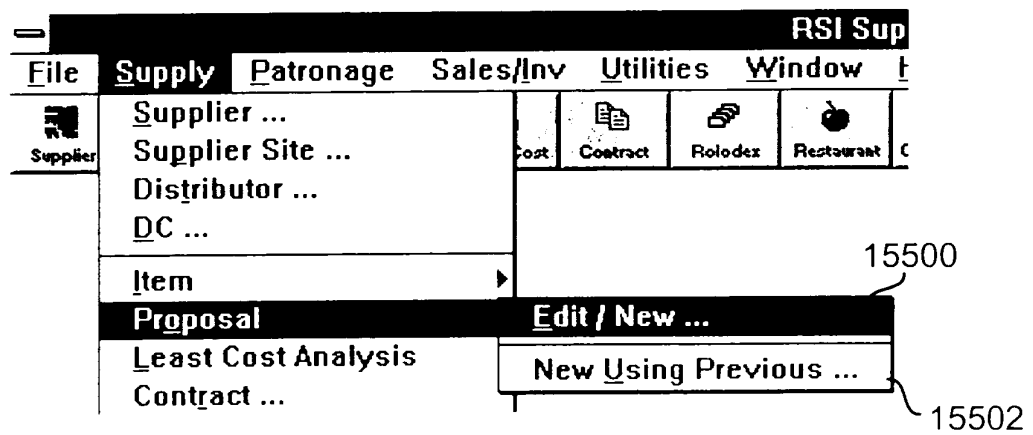 RSI Sup
File Supply Patronage Sales/Inv Utilities Window H
Supplier Cost Contract Rolodex Restaurant C
Supplier ...
Supplier Site ...
Distributor ...
DC ...
Item
Proposal
Least Cost Analysis
Contract ...
Edit / New ...
New Using Previous ...
15500
15502